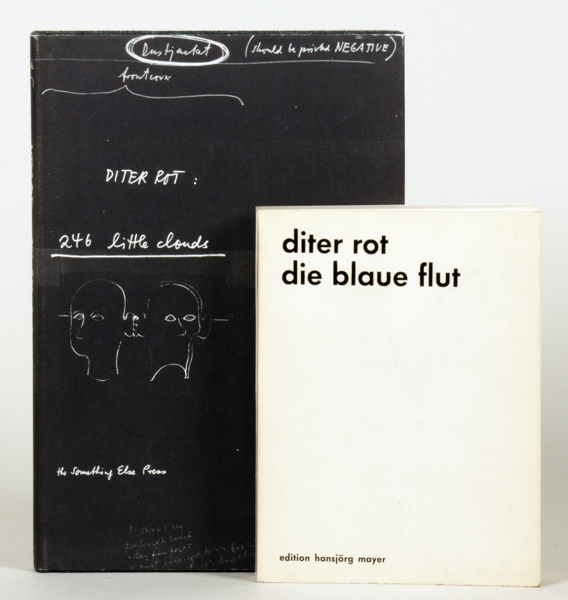 Dustjacket (should be printed NEGATIVE)
frontcover
DITER ROT :
246 little clouds
the Something Else Press
diter rot
die blaue flut
edition hansjörg mayer